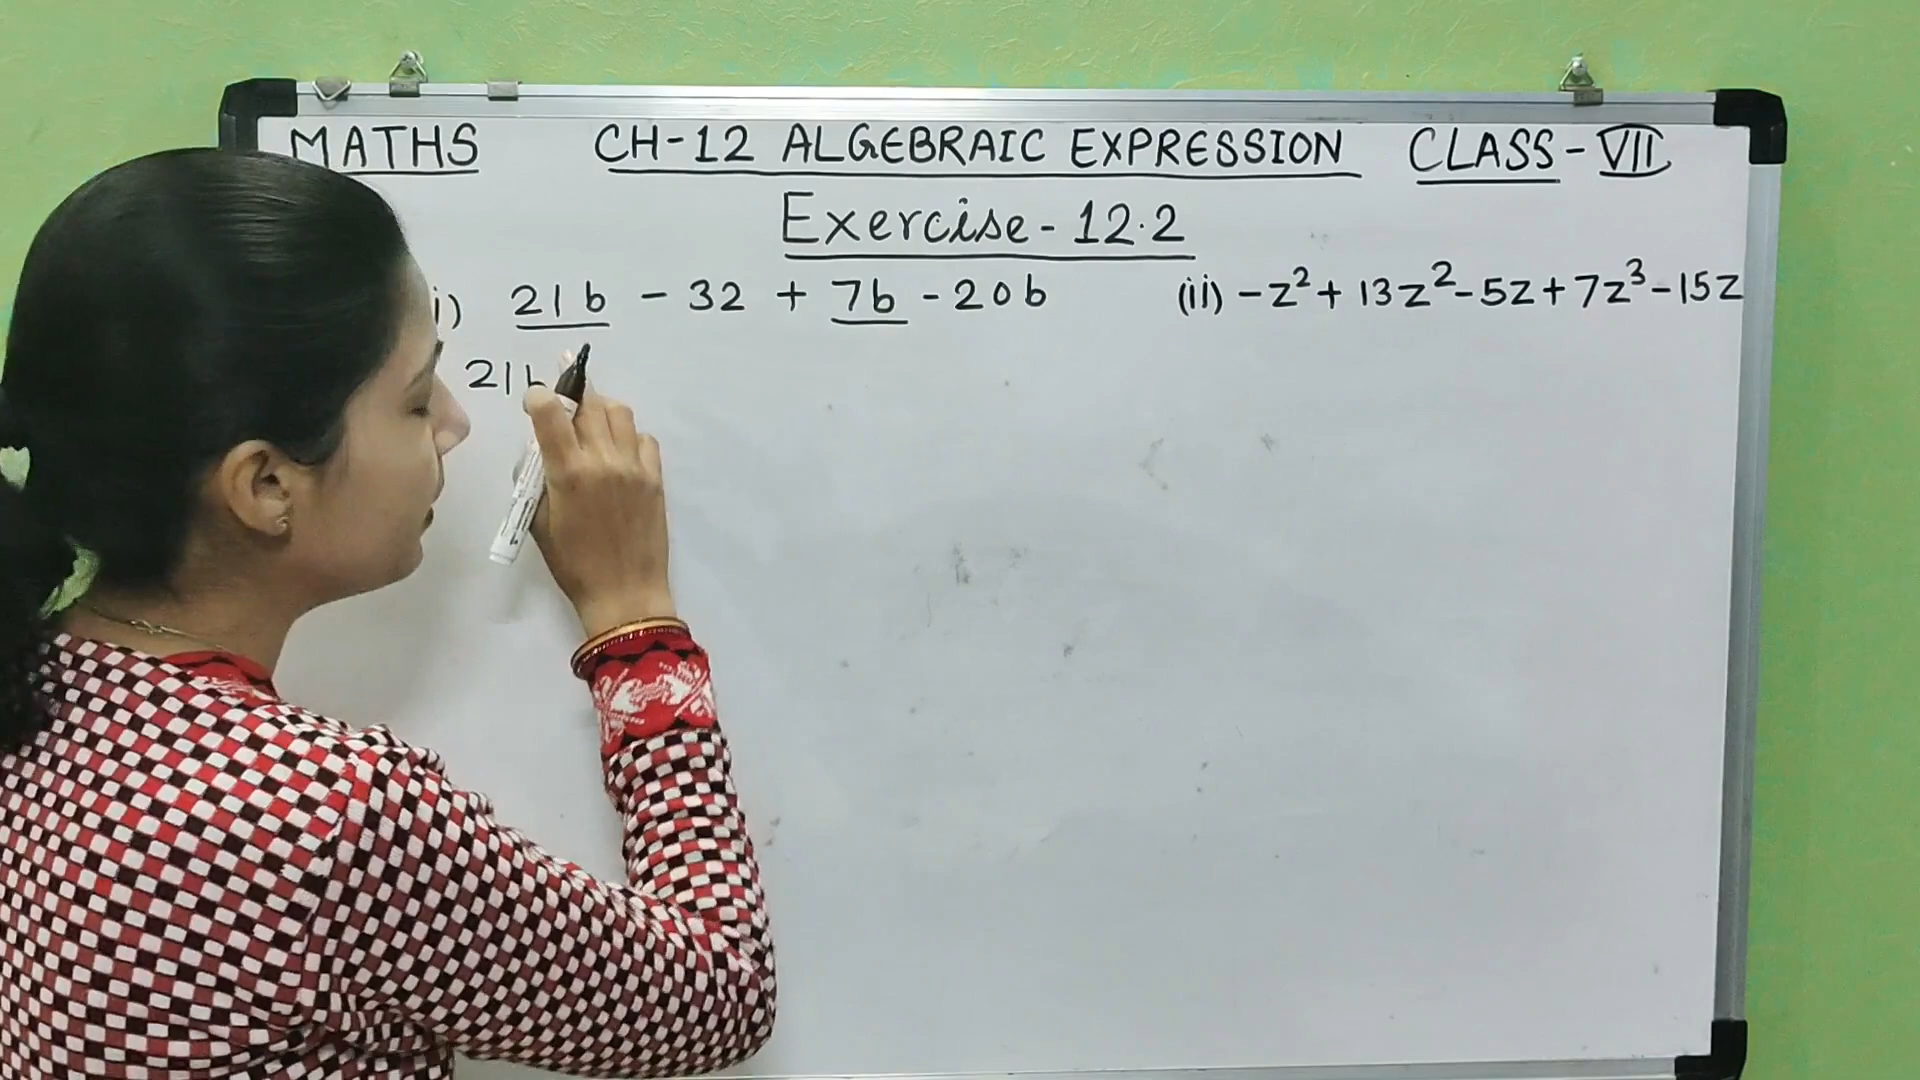 MATHS CH-12 ALGEBRAIC EXPRESSION CLASS-VII
Exercise-12.2
i) 21b - 32 + 7b - 20b (ii) -z²+ 13z²-5z+7z³-15z
21b